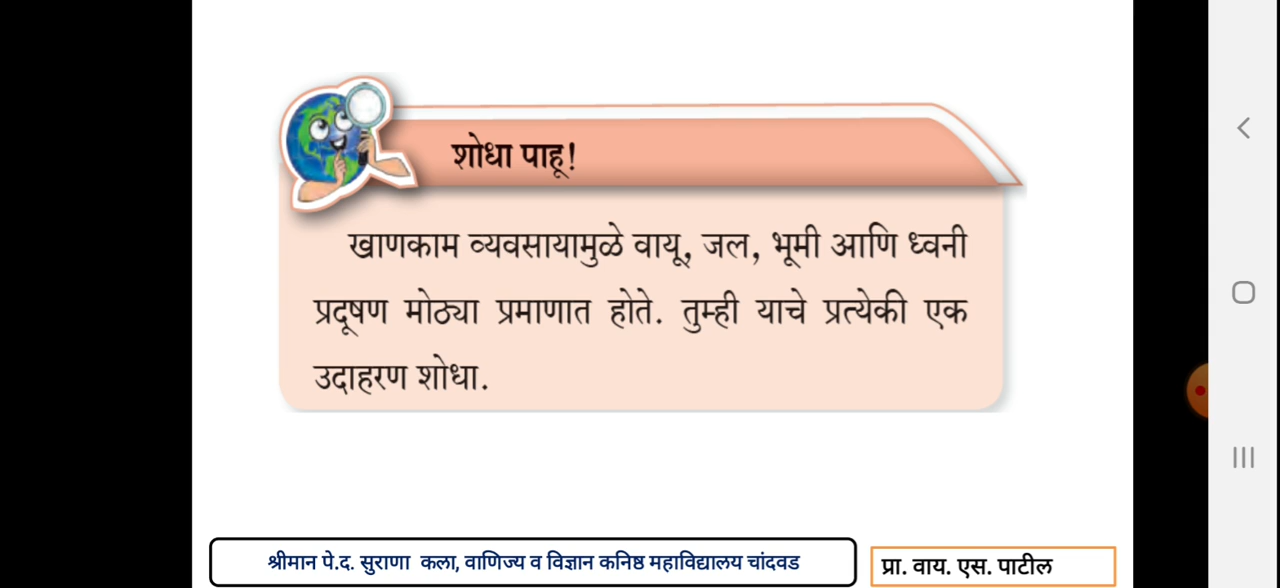 शोधा पाहू!
खाणकाम व्यवसायामुळे वायू, जल, भूमी आणि ध्वनी
प्रदूषण मोठ्या प्रमाणात होते. तुम्ही याचे प्रत्येकी एक
उदाहरण शोधा.
श्रीमान पे.द. सुराणा कला, वाणिज्य व विज्ञान कनिष्ठ महाविद्यालय चांदवड
प्रा. वाय. एस. पाटील